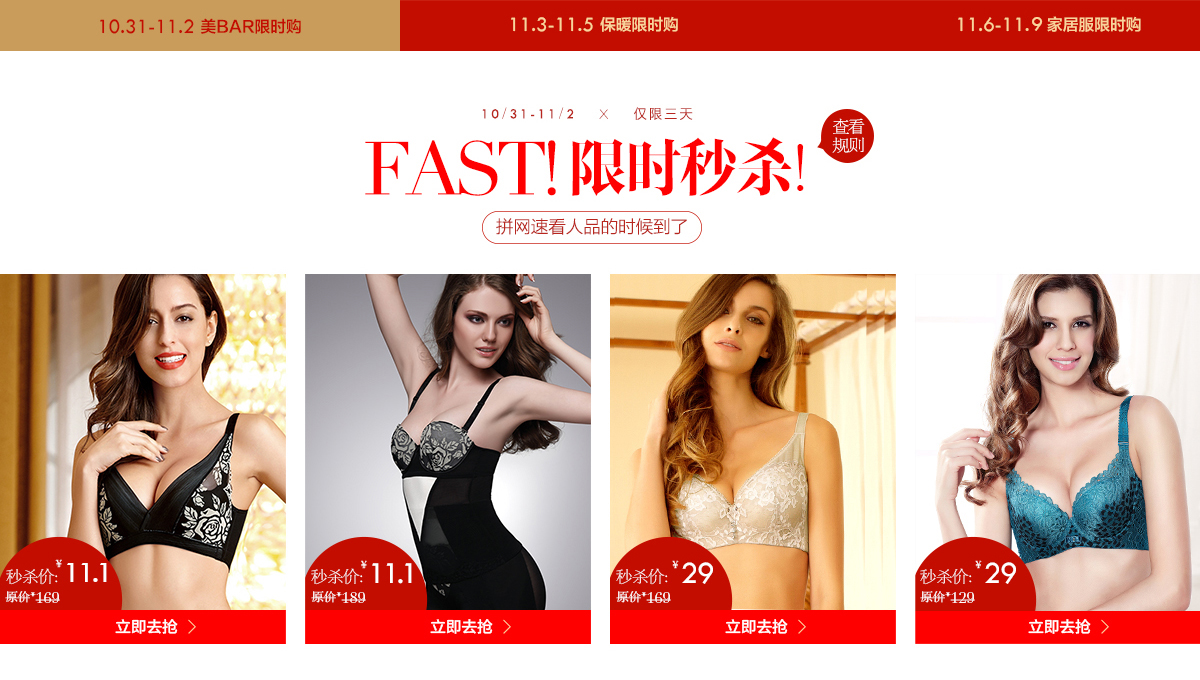 10.31-11.2 美BAR限时购
11.3-11.5 保暖限时购
11.6-11.9 家居服限时购
10/31-11/2 X 仅限三天
FAST! 限时秒杀!
查看
规则
拼网速看人品的时候到了
秒杀价:¥11.1
原价¥169
立即去抢 >
秒杀价:¥11.1
原价¥189
立即去抢 >
秒杀价:¥29
原价¥169
立即去抢 >
秒杀价:¥29
原价¥129
立即去抢 >